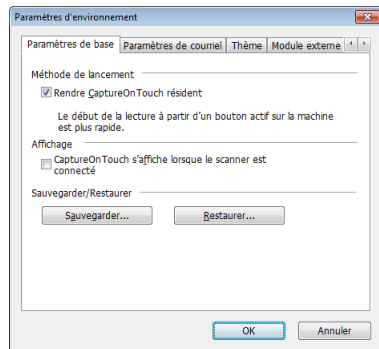 Paramètres d'environnement
Paramètres de base Paramètres de courriel Thème Module externe
Méthode de lancement
Rendre CaptureOnTouch résident
Le début de la lecture à partir d'un bouton actif sur la machine
est plus rapide.
Affichage
CaptureOnTouch s'affiche lorsque le scanner est
connecté
Sauvegarder/Restaurer
Sauvegarder... Restaurer...
OK Annuler